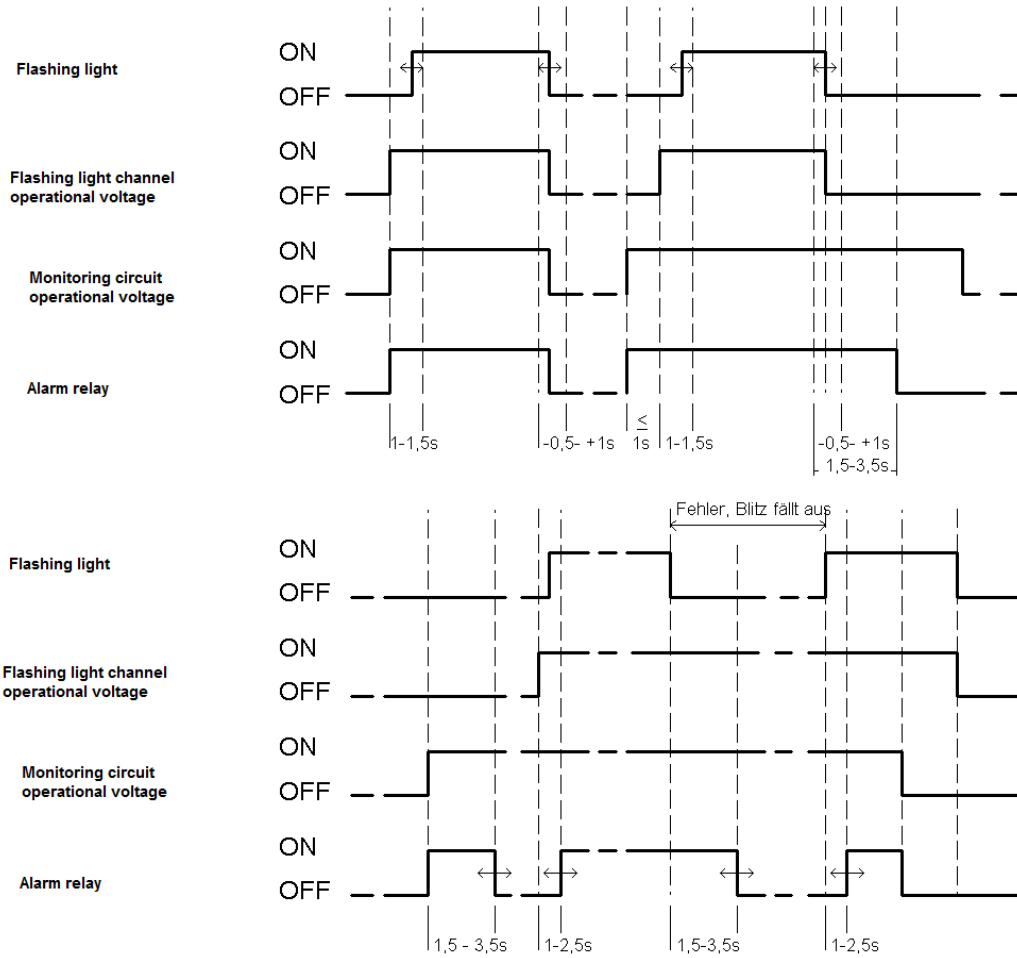 ON
Flashing light
OFF
ON
Flashing light channel
operational voltage
OFF
ON
Monitoring circuit
operational voltage
OFF
ON
Alarm relay
OFF
1-1,5s
-0,5- +1s
≤
1s
1-1,5s
-0,5- +1s
1,5-3,5s
Fehler, Blitz fällt aus
ON
Flashing light
OFF
ON
Flashing light channel
operational voltage
OFF
ON
Monitoring circuit
operational voltage
OFF
ON
Alarm relay
OFF
1,5 - 3,5s
1-2,5s
1,5-3,5s
1-2,5s